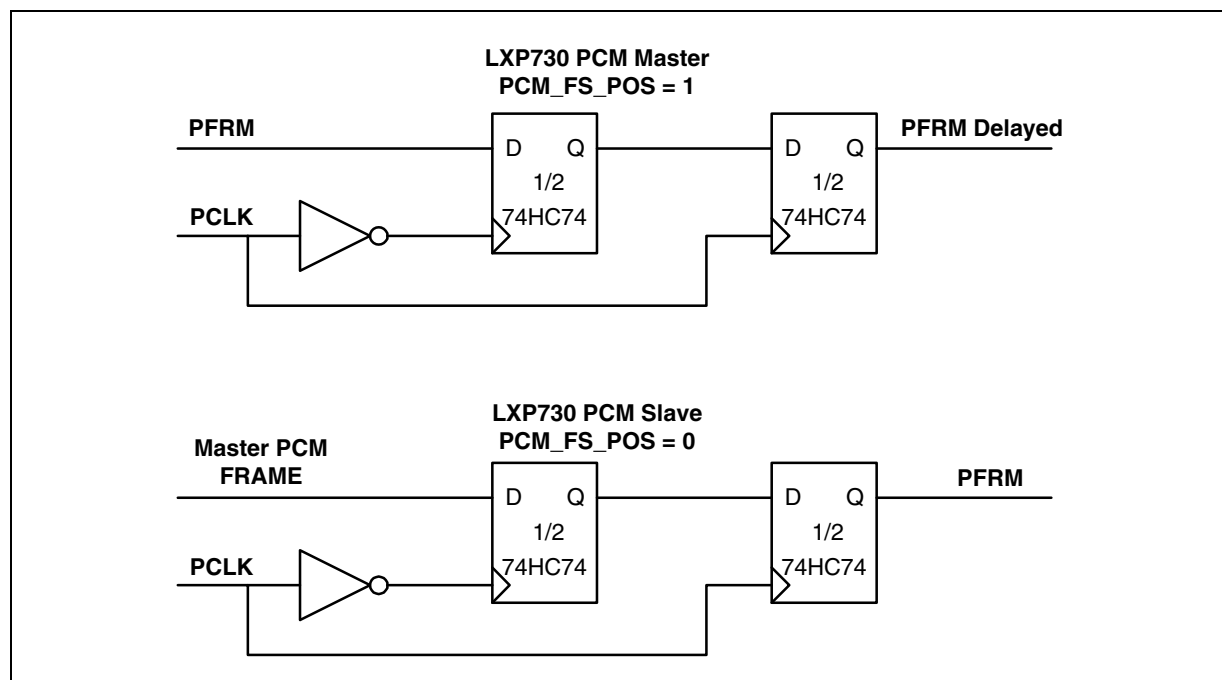 LXP730 PCM Master
PCM_FS_POS = 1
PFRM
PFRM Delayed
D Q
D Q
1/2
1/2
PCLK
74HC74
74HC74
LXP730 PCM Slave
PCM_FS_POS = 0
Master PCM
FRAME
PFRM
D Q
D Q
1/2
1/2
PCLK
74HC74
74HC74